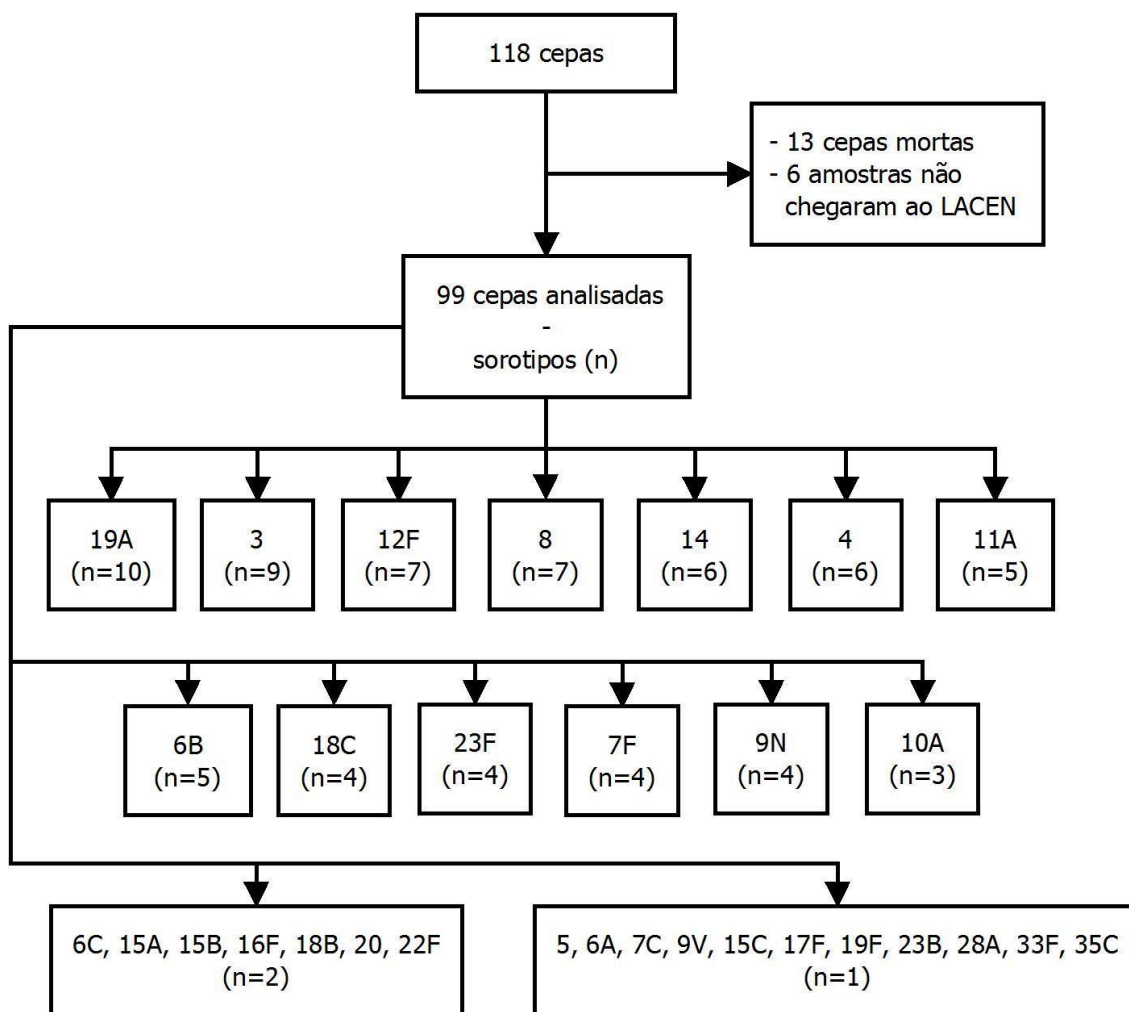 118 cepas
- 13 cepas mortas
- 6 amostras não
chegaram ao LACEN
99 cepas analisadas
-
sorotipos (n)
19A
(n=10)
3
(n=9)
12F
(n=7)
8
(n=7)
14
(n=6)
4
(n=6)
11A
(n=5)
6B
(n=5)
18C
(n=4)
23F
(n=4)
7F
(n=4)
9N
(n=4)
10A
(n=3)
6C, 15A, 15B, 16F, 18B, 20, 22F
(n=2)
5, 6A, 7C, 9V, 15C, 17F, 19F, 23B, 28A, 33F, 35C
(n=1)